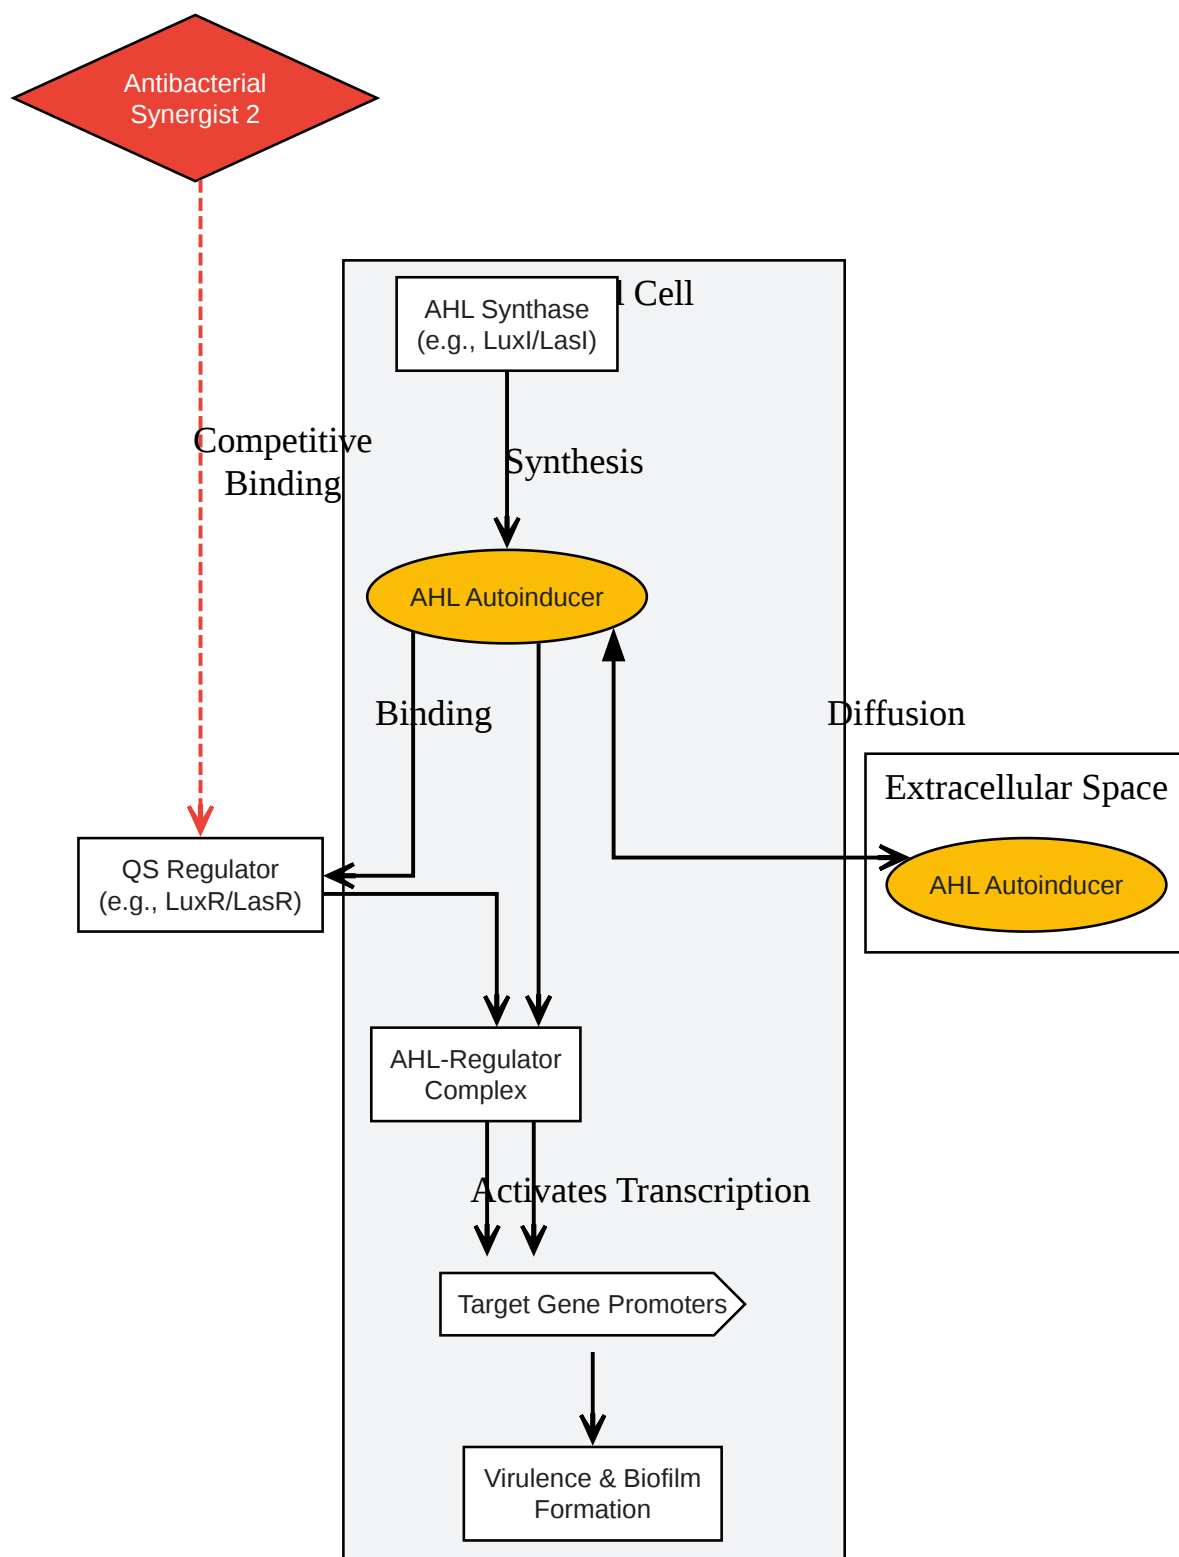 Antibacterial
Synergist 2
Cell
AHL Synthase
(e.g., LuxI/LasI)
Competitive
Binding
Synthesis
AHL Autoinducer
Binding
Diffusion
Extracellular Space
AHL Autoinducer
QS Regulator
(e.g., LuxR/LasR)
AHL-Regulator
Complex
Activates Transcription
Target Gene Promoters
Virulence & Biofilm
Formation